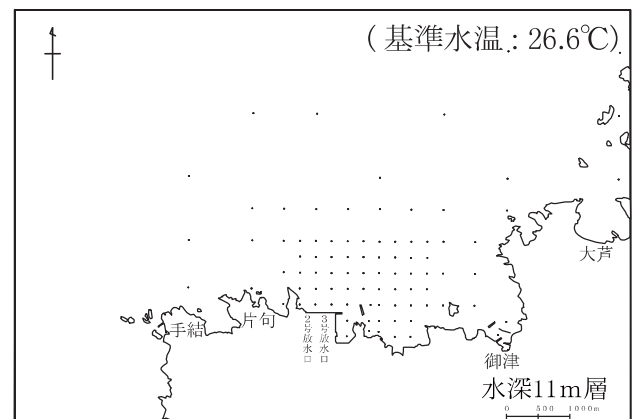 (基準水温:26.6℃)
大芦
手結
片句
2号放水口
3号放水口
御津
水深11m層
0 500 1000m